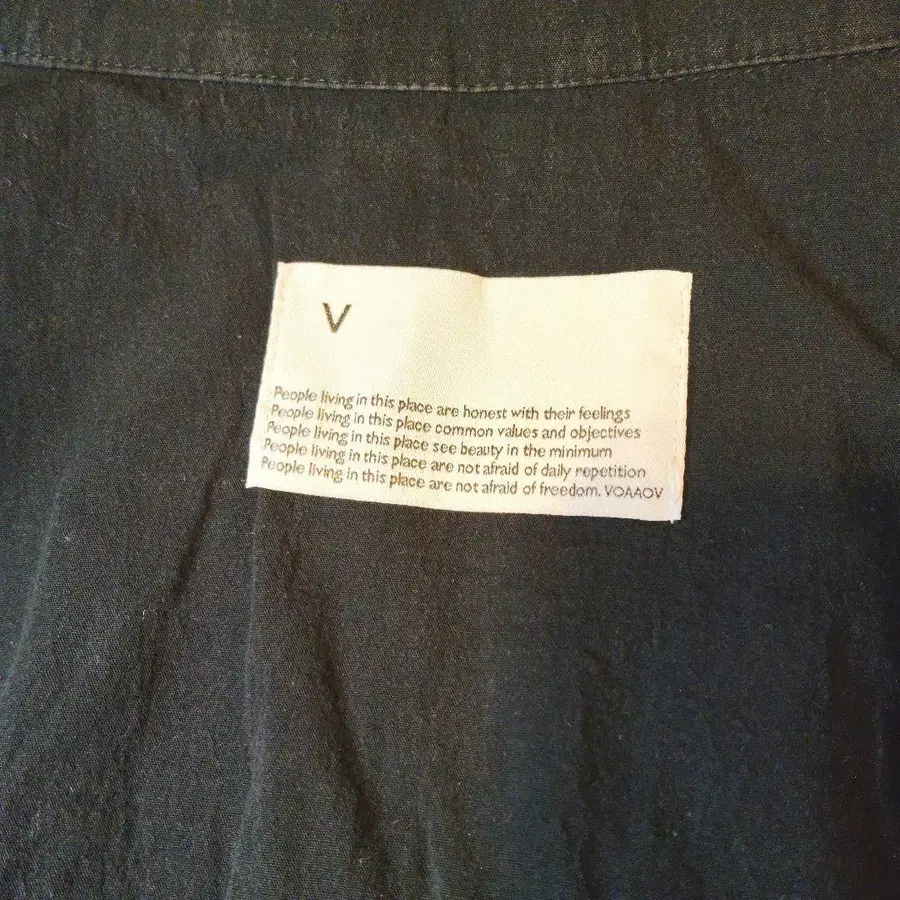 V
People living in this place are honest with their feelings
People living in this place common values and objectives
People living in this place see beauty in the minimum
People living in this place are not afraid of daily repetition
People living in this place are not afraid of freedom. VOAAOV